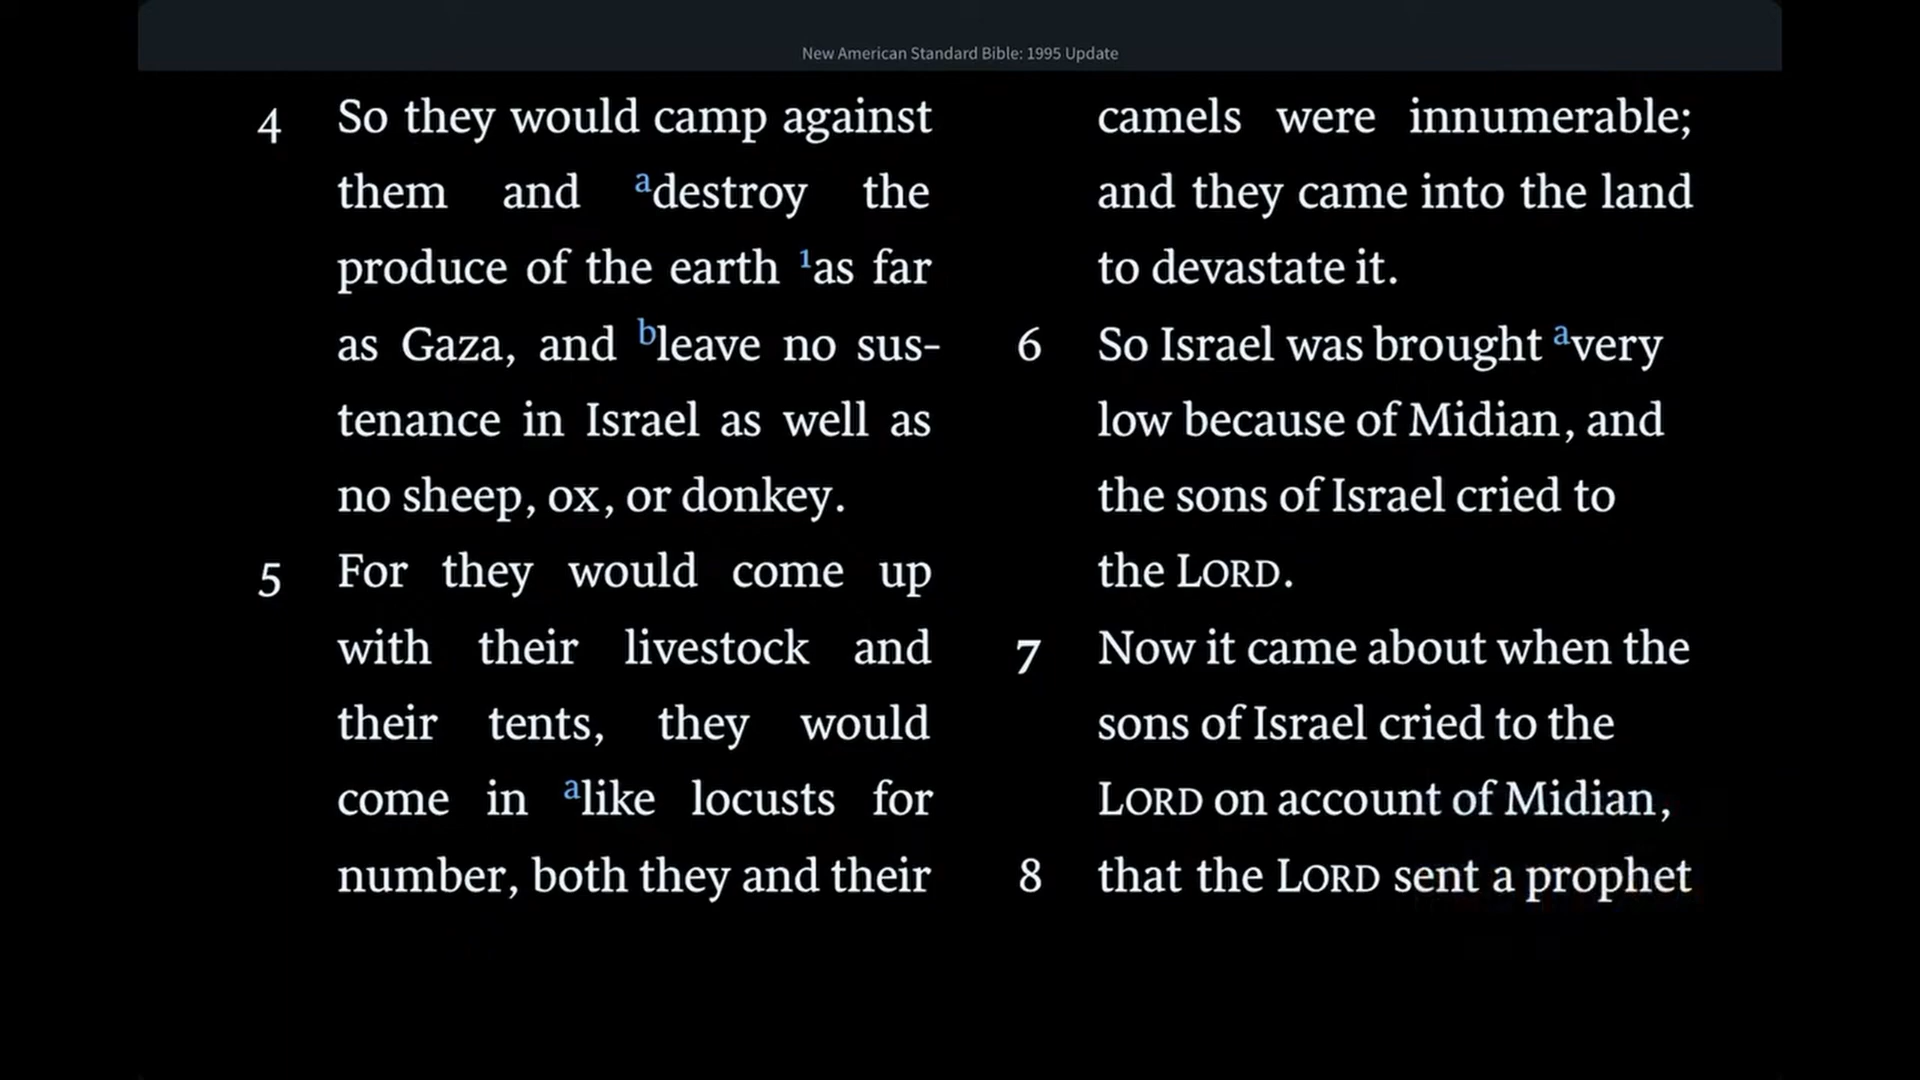 New American Standard Bible: 1995 Update
4 So they would camp against
them and adestroy the
produce of the earth 1as far
as Gaza, and bleave no sus-
tenance in Israel as well as
no sheep, ox, or donkey.
5 For they would come up
with their livestock and
their tents, they would
come in alike locusts for
number, both they and their
camels were innumerable;
and they came into the land
to devastate it.
6 So Israel was brought avery
low because of Midian, and
the sons of Israel cried to
the LORD.
7 Now it came about when the
sons of Israel cried to the
LORD on account of Midian,
8 that the LORD sent a prophet